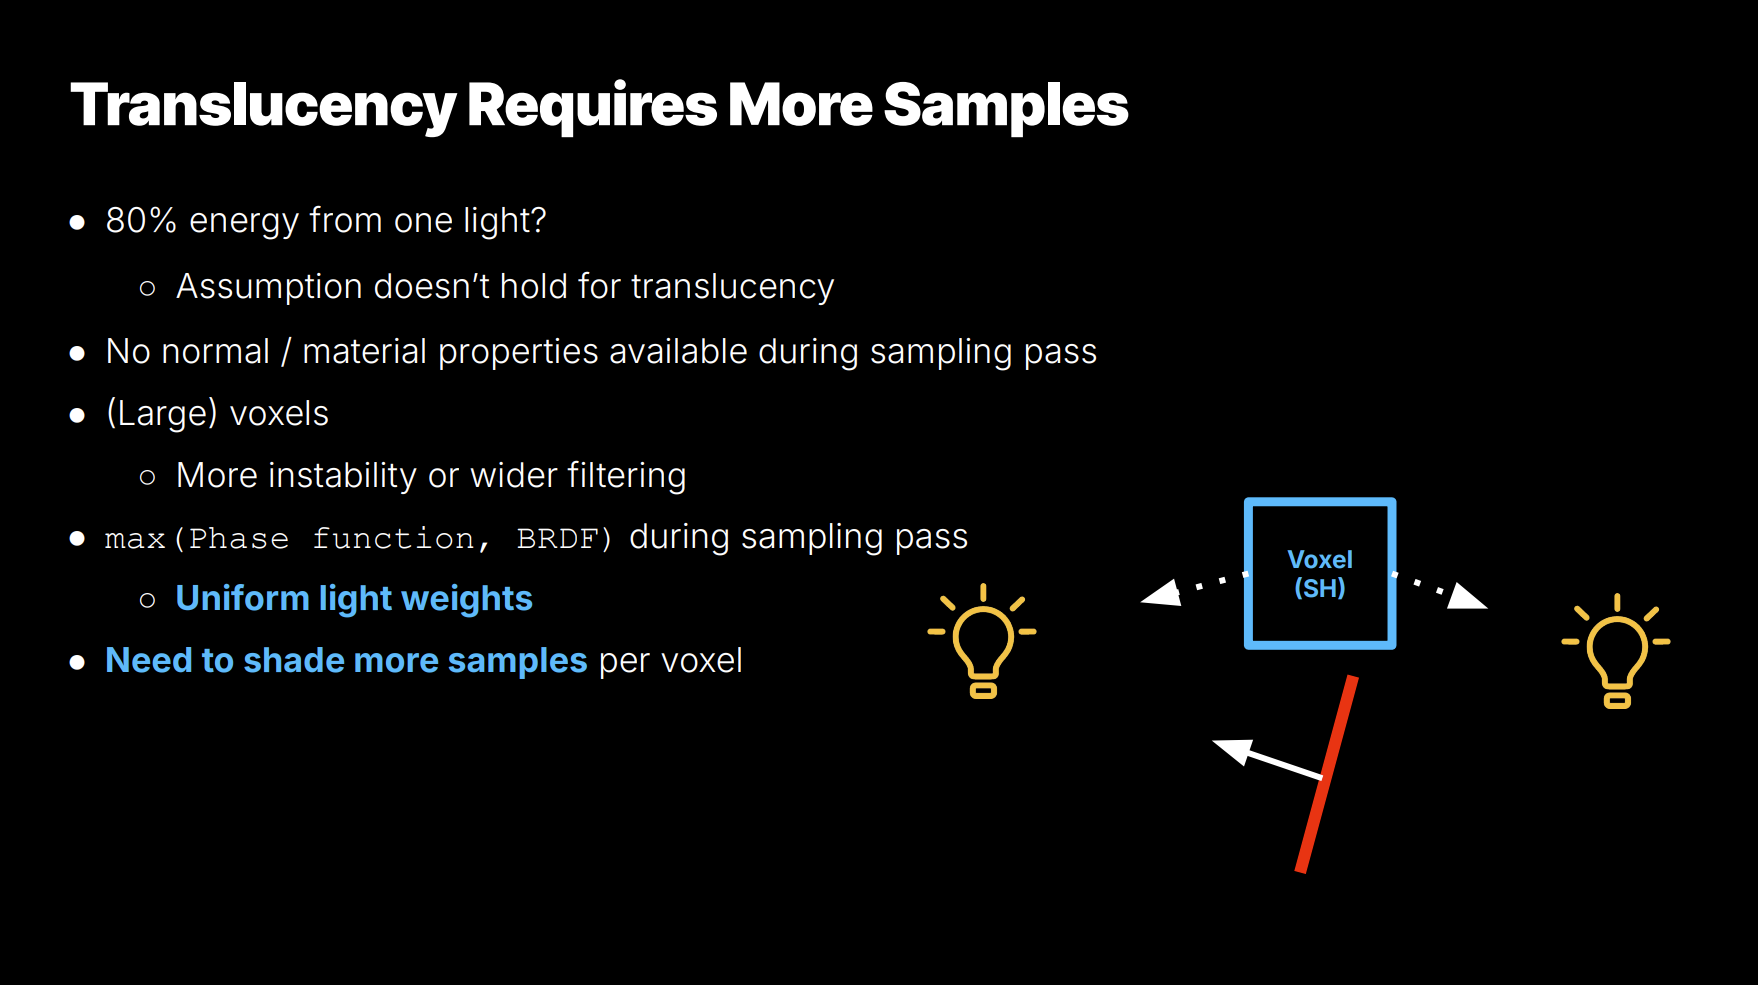 Translucency Requires More Samples
● 80% energy from one light?
○ Assumption doesn’t hold for translucency
● No normal / material properties available during sampling pass
● (Large) voxels
○ More instability or wider filtering
● max(Phase function, BRDF) during sampling pass
○ Uniform light weights
● Need to shade more samples per voxel
Voxel
(SH)